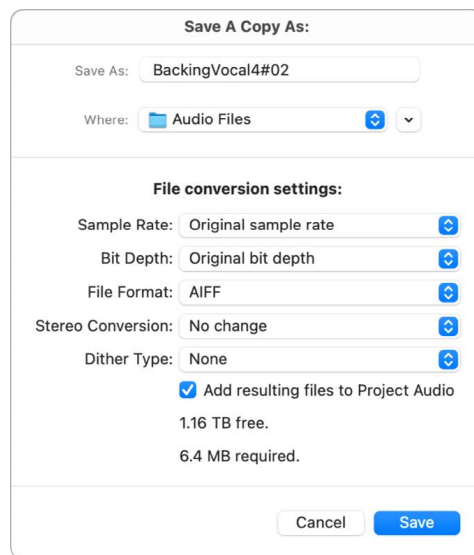 Save A Copy As:
Save As: BackingVocal4#02
Where: Audio Files
File conversion settings:
Sample Rate: Original sample rate
Bit Depth: Original bit depth
File Format: AIFF
Stereo Conversion: No change
Dither Type: None
Add resulting files to Project Audio
1.16 TB free.
6.4 MB required.
Cancel Save